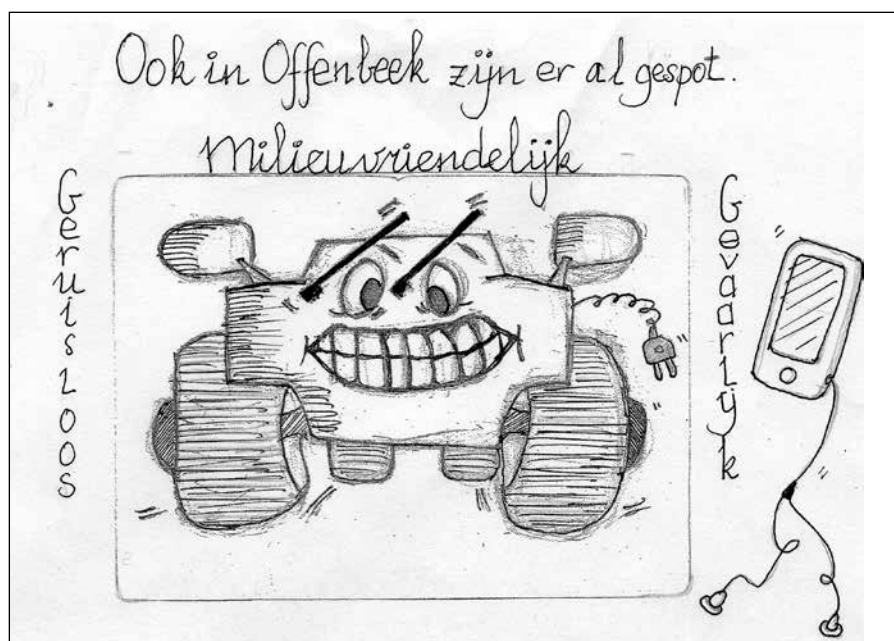 Ook in Offenbeek zijn er al gespot.
Milieuvriendelijk
Geruisloos
Gevaarlijk